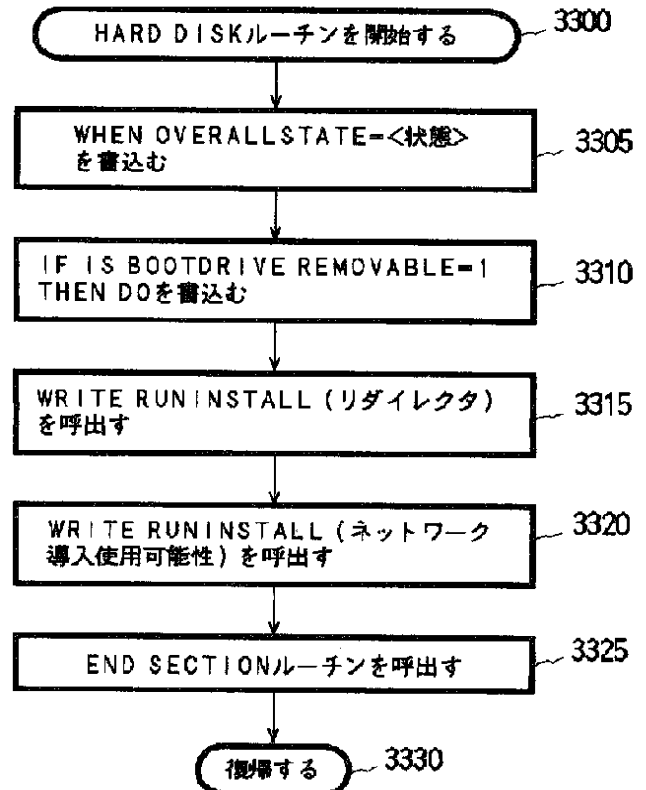 HARD DISKルーチンを開始する
3300
WHEN OVERALLSTATE=<状態>
を書込む
3305
IF IS BOOTDRIVE REMOVABLE=1
THEN DOを書込む
3310
WRITE RUNINSTALL (リダイレクタ)
を呼出す
3315
WRITE RUNINSTALL (ネットワーク
導入使用可能性) を呼出す
3320
END SECTIONルーチンを呼出す
3325
復帰する
3330